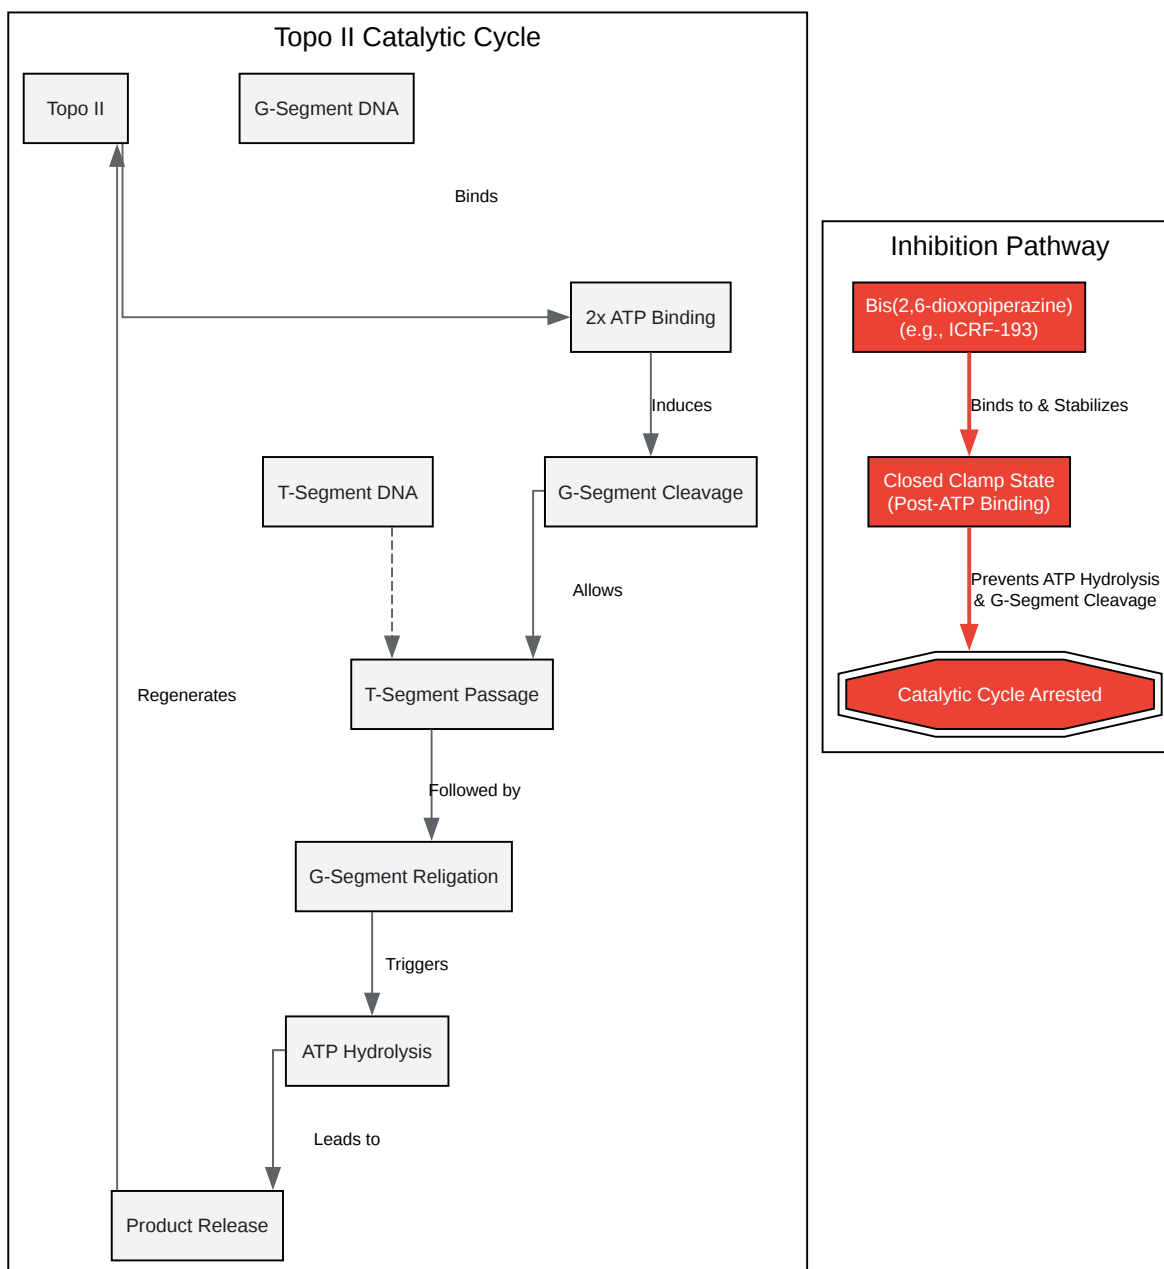 Topo II Catalytic Cycle
Topo II
G-Segment DNA
Binds
2x ATP Binding
Induces
T-Segment DNA
G-Segment Cleavage
Allows
T-Segment Passage
Regenerates
Followed by
G-Segment Religation
Triggers
ATP Hydrolysis
Leads to
Product Release
Inhibition Pathway
Bis(2,6-dioxopiperazine)
(e.g., ICRF-193)
Binds to & Stabilizes
Closed Clamp State
(Post-ATP Binding)
Prevents ATP Hydrolysis
& G-Segment Cleavage
Catalytic Cycle Arrested